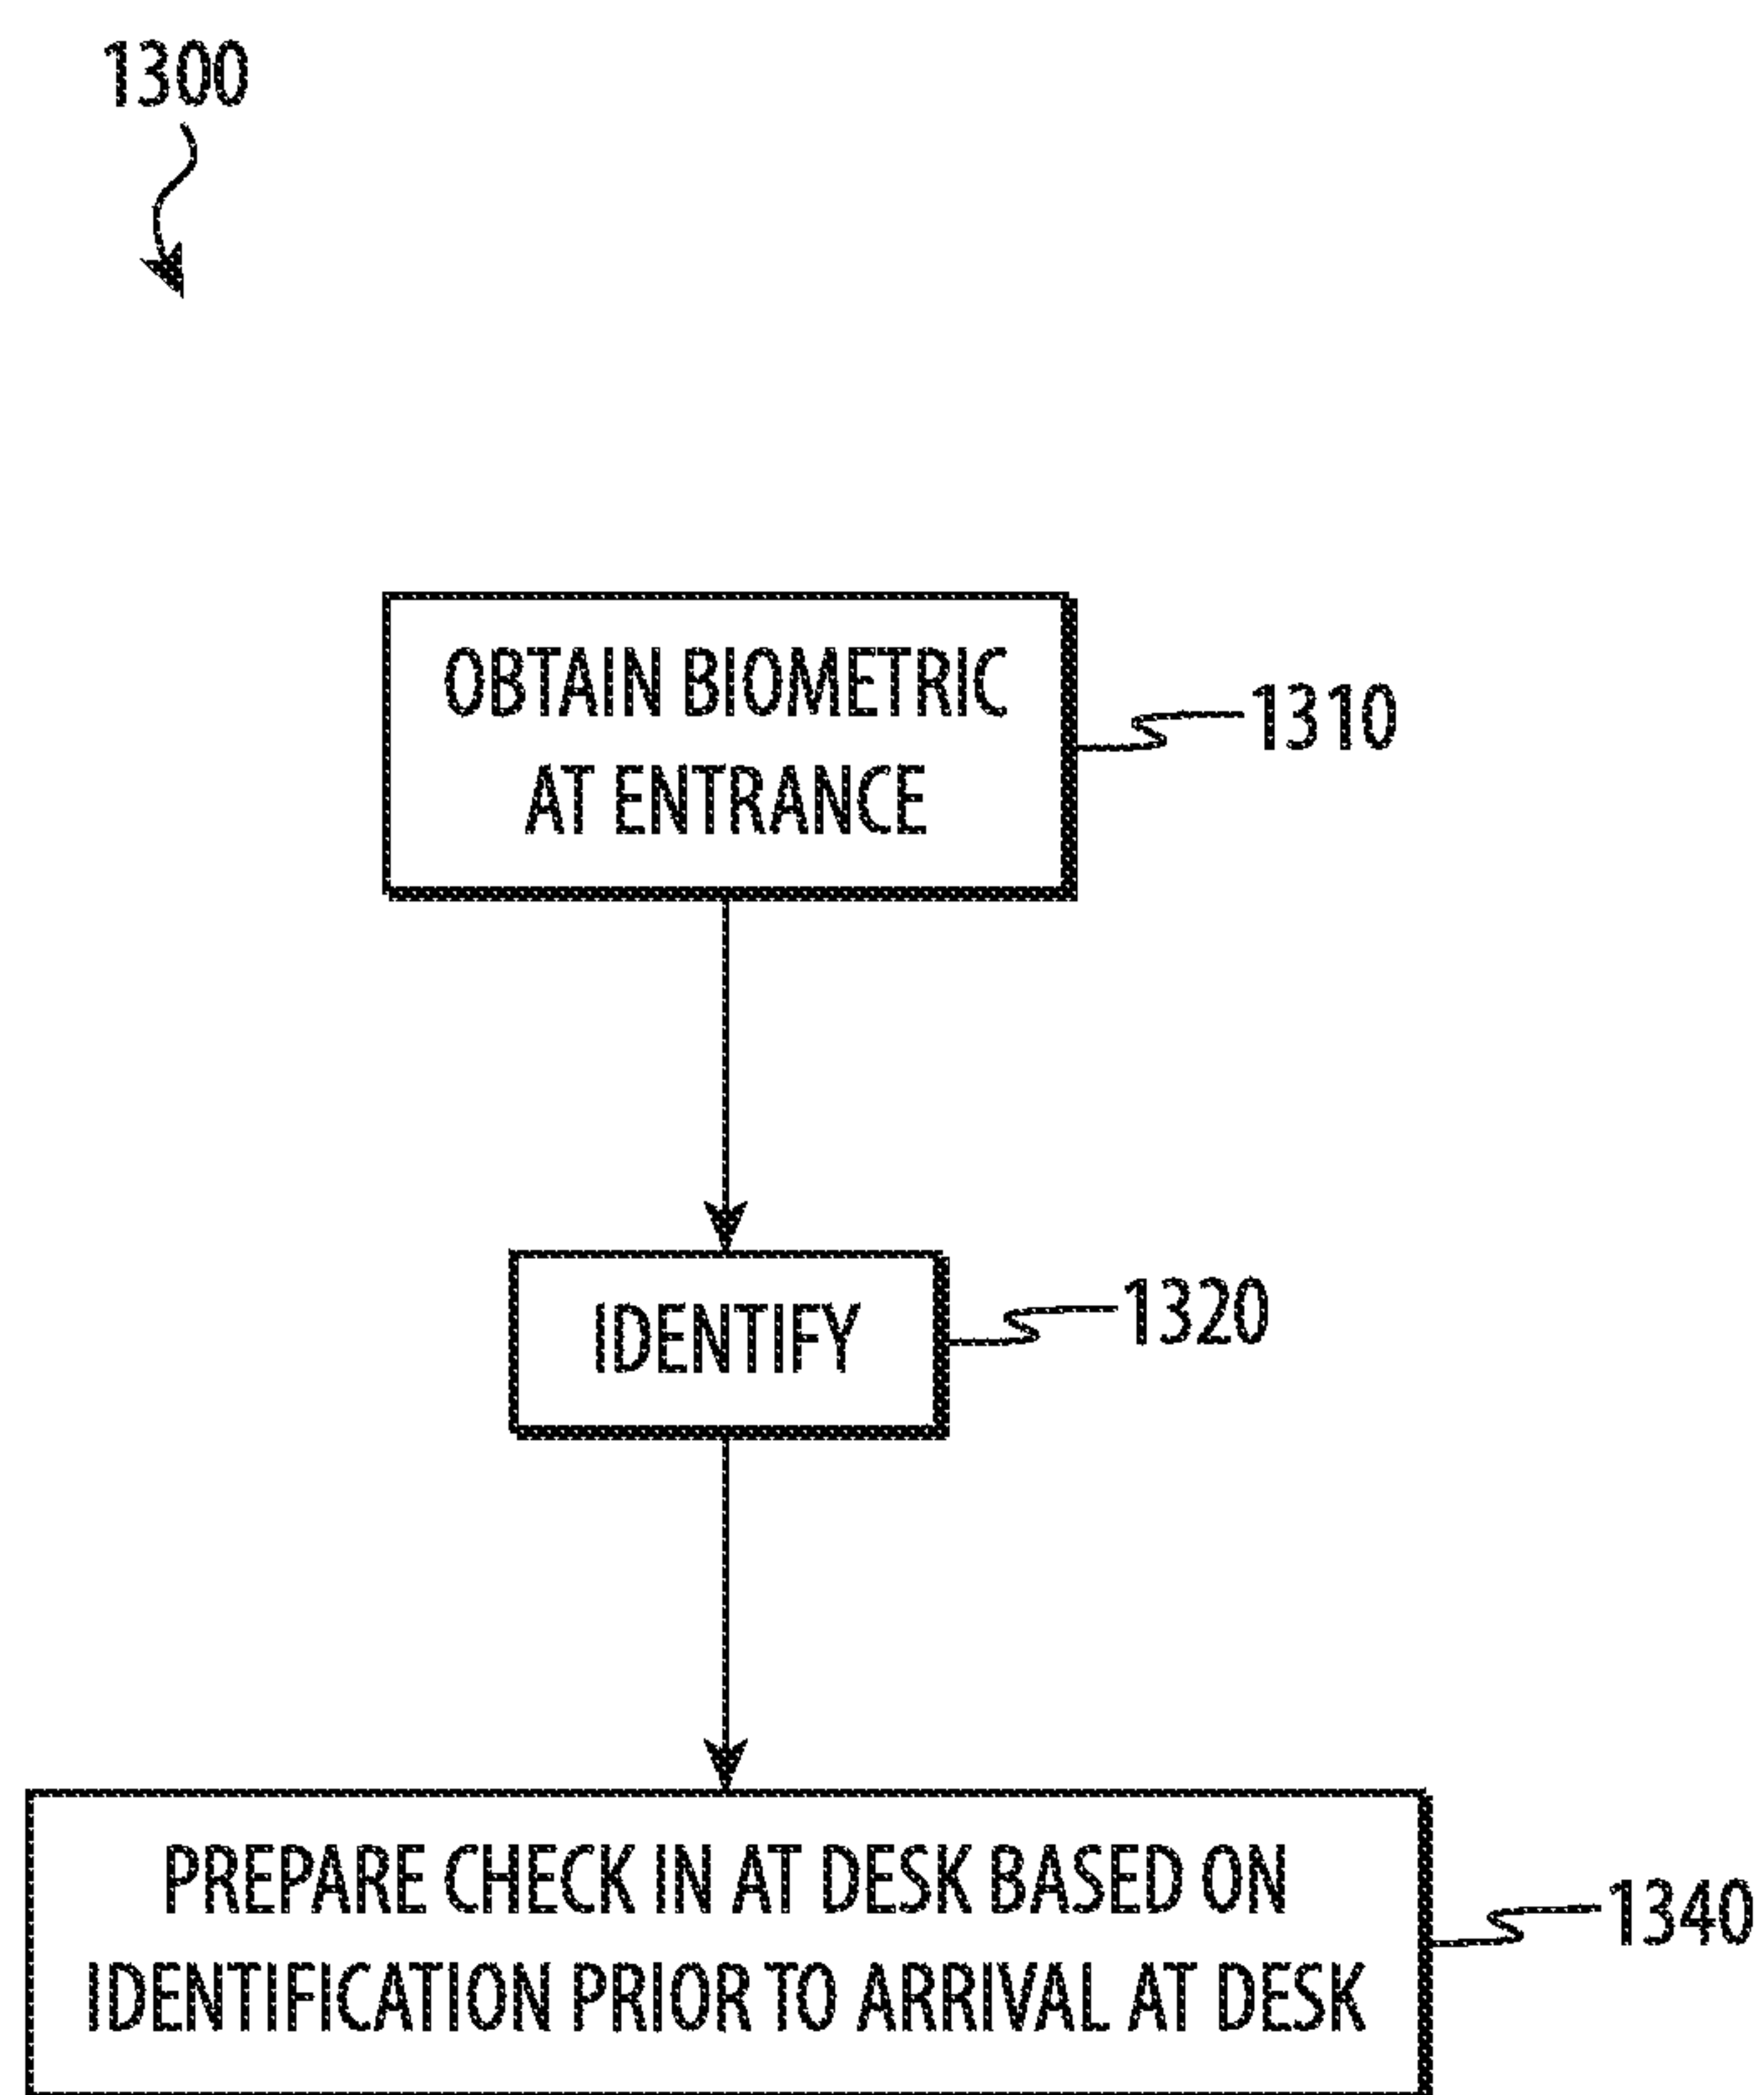 1300
OBTAIN BIOMETRIC
AT ENTRANCE
1310
IDENTIFY
1320
PREPARE CHECK IN AT DESK BASED ON
IDENTIFICATION PRIOR TO ARRIVAL AT DESK
1340